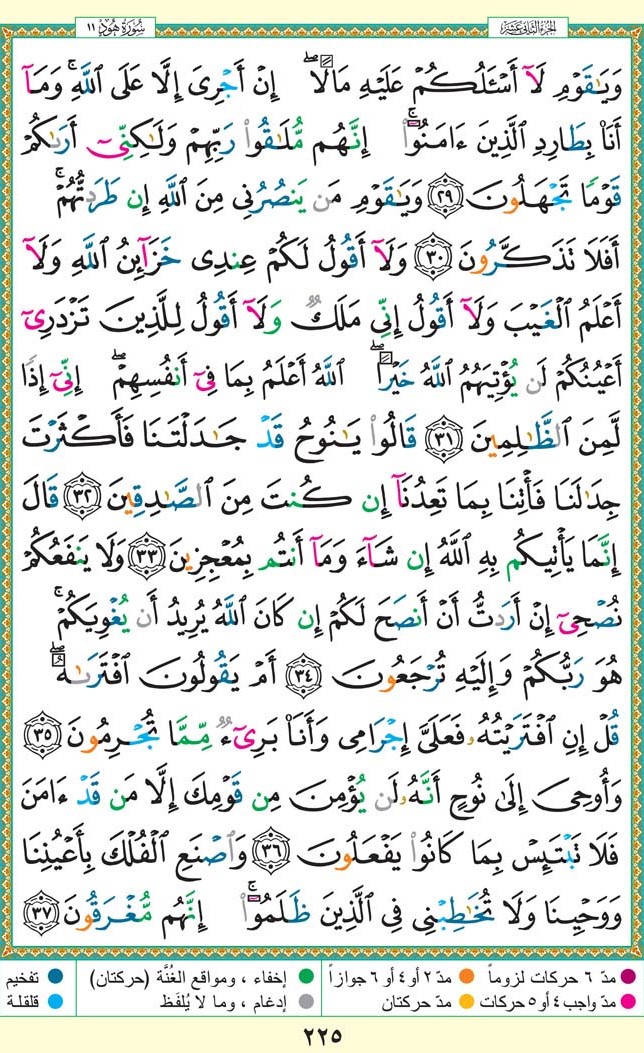 الجزء الثاني عشر
سورة هود ١١
وَيَٰقَوْمِ لَآ أَسْـَٔلُكُمْ عَلَيْهِ مَالًا ۖ إِنْ أَجْرِىَ إِلَّا عَلَى ٱللَّهِ ۚ وَمَآ
أَنَا۠ بِطَارِدِ ٱلَّذِينَ ءَامَنُوٓا۟ ۚ إِنَّهُم مُّلَٰقُوا۟ رَبِّهِمْ وَلَٰكِنِّىٓ أَرَىٰكُمْ
قَوْمًا تَجْهَلُونَ ٢٩ وَيَٰقَوْمِ مَن يَنصُرُنِى مِنَ ٱللَّهِ إِن طَرَدتُّهُمْ ۚ
أَفَلَا تَذَكَّرُونَ ٣٠ وَلَآ أَقُولُ لَكُمْ عِندِى خَزَآئِنُ ٱللَّهِ وَلَآ
أَعْلَمُ ٱلْغَيْبَ وَلَآ أَقُولُ إِنِّى مَلَكٌ وَلَآ أَقُولُ لِلَّذِينَ تَزْدَرِىٓ
أَعْيُنُكُمْ لَن يُؤْتِيَهُمُ ٱللَّهُ خَيْرًا ۖ ٱللَّهُ أَعْلَمُ بِمَا فِىٓ أَنفُسِهِمْ ۖ إِنِّىٓ إِذًا
لَّمِنَ ٱلظَّٰلِمِينَ ٣١ قَالُوا۟ يَٰنُوحُ قَدْ جَٰدَلْتَنَا فَأَكْثَرْتَ
جِدَٰلَنَا فَأْتِنَا بِمَا تَعِدُنَآ إِن كُنتَ مِنَ ٱلصَّٰدِقِينَ ٣٢ قَالَ
إِنَّمَا يَأْتِيكُم بِهِ ٱللَّهُ إِن شَآءَ وَمَآ أَنتُم بِمُعْجِزِينَ ٣٣ وَلَا يَنفَعُكُمْ
نُصْحِىٓ إِنْ أَرَدتُّ أَنْ أَنصَحَ لَكُمْ إِن كَانَ ٱللَّهُ يُرِيدُ أَن يُغْوِيَكُمْ ۚ
هُوَ رَبُّكُمْ وَإِلَيْهِ تُرْجَعُونَ ٣٤ أَمْ يَقُولُونَ ٱفْتَرَىٰهُ ۖ
قُلْ إِنِ ٱفْتَرَيْتُهُۥ فَعَلَىَّ إِجْرَامِى وَأَنَا۠ بَرِىٓءٌ مِّمَّا تُجْرِمُونَ ٣٥
وَأُوحِىَ إِلَىٰ نُوحٍ أَنَّهُۥ لَن يُؤْمِنَ مِن قَوْمِكَ إِلَّا مَن قَدْ ءَامَنَ
فَلَا تَبْتَئِسْ بِمَا كَانُوا۟ يَفْعَلُونَ ٣٦ وَٱصْنَعِ ٱلْفُلْكَ بِأَعْيُنِنَا
وَوَحْيِنَا وَلَا تُخَٰطِبْنِى فِى ٱلَّذِينَ ظَلَمُوٓا۟ ۚ إِنَّهُم مُّغْرَقُونَ ٣٧
مدّ ٦ حركات لزوماً
مدّ ٢ أو ٤ أو ٦ جوازاً
إخفاء ، ومواقع الغُنَّة (حركتان)
تفخيم
مدّ واجب ٤ أو ٥ حركات
مدّ حركتان
إدغام ، وما لا يُلفَظ
قلقلة
٢٢٥